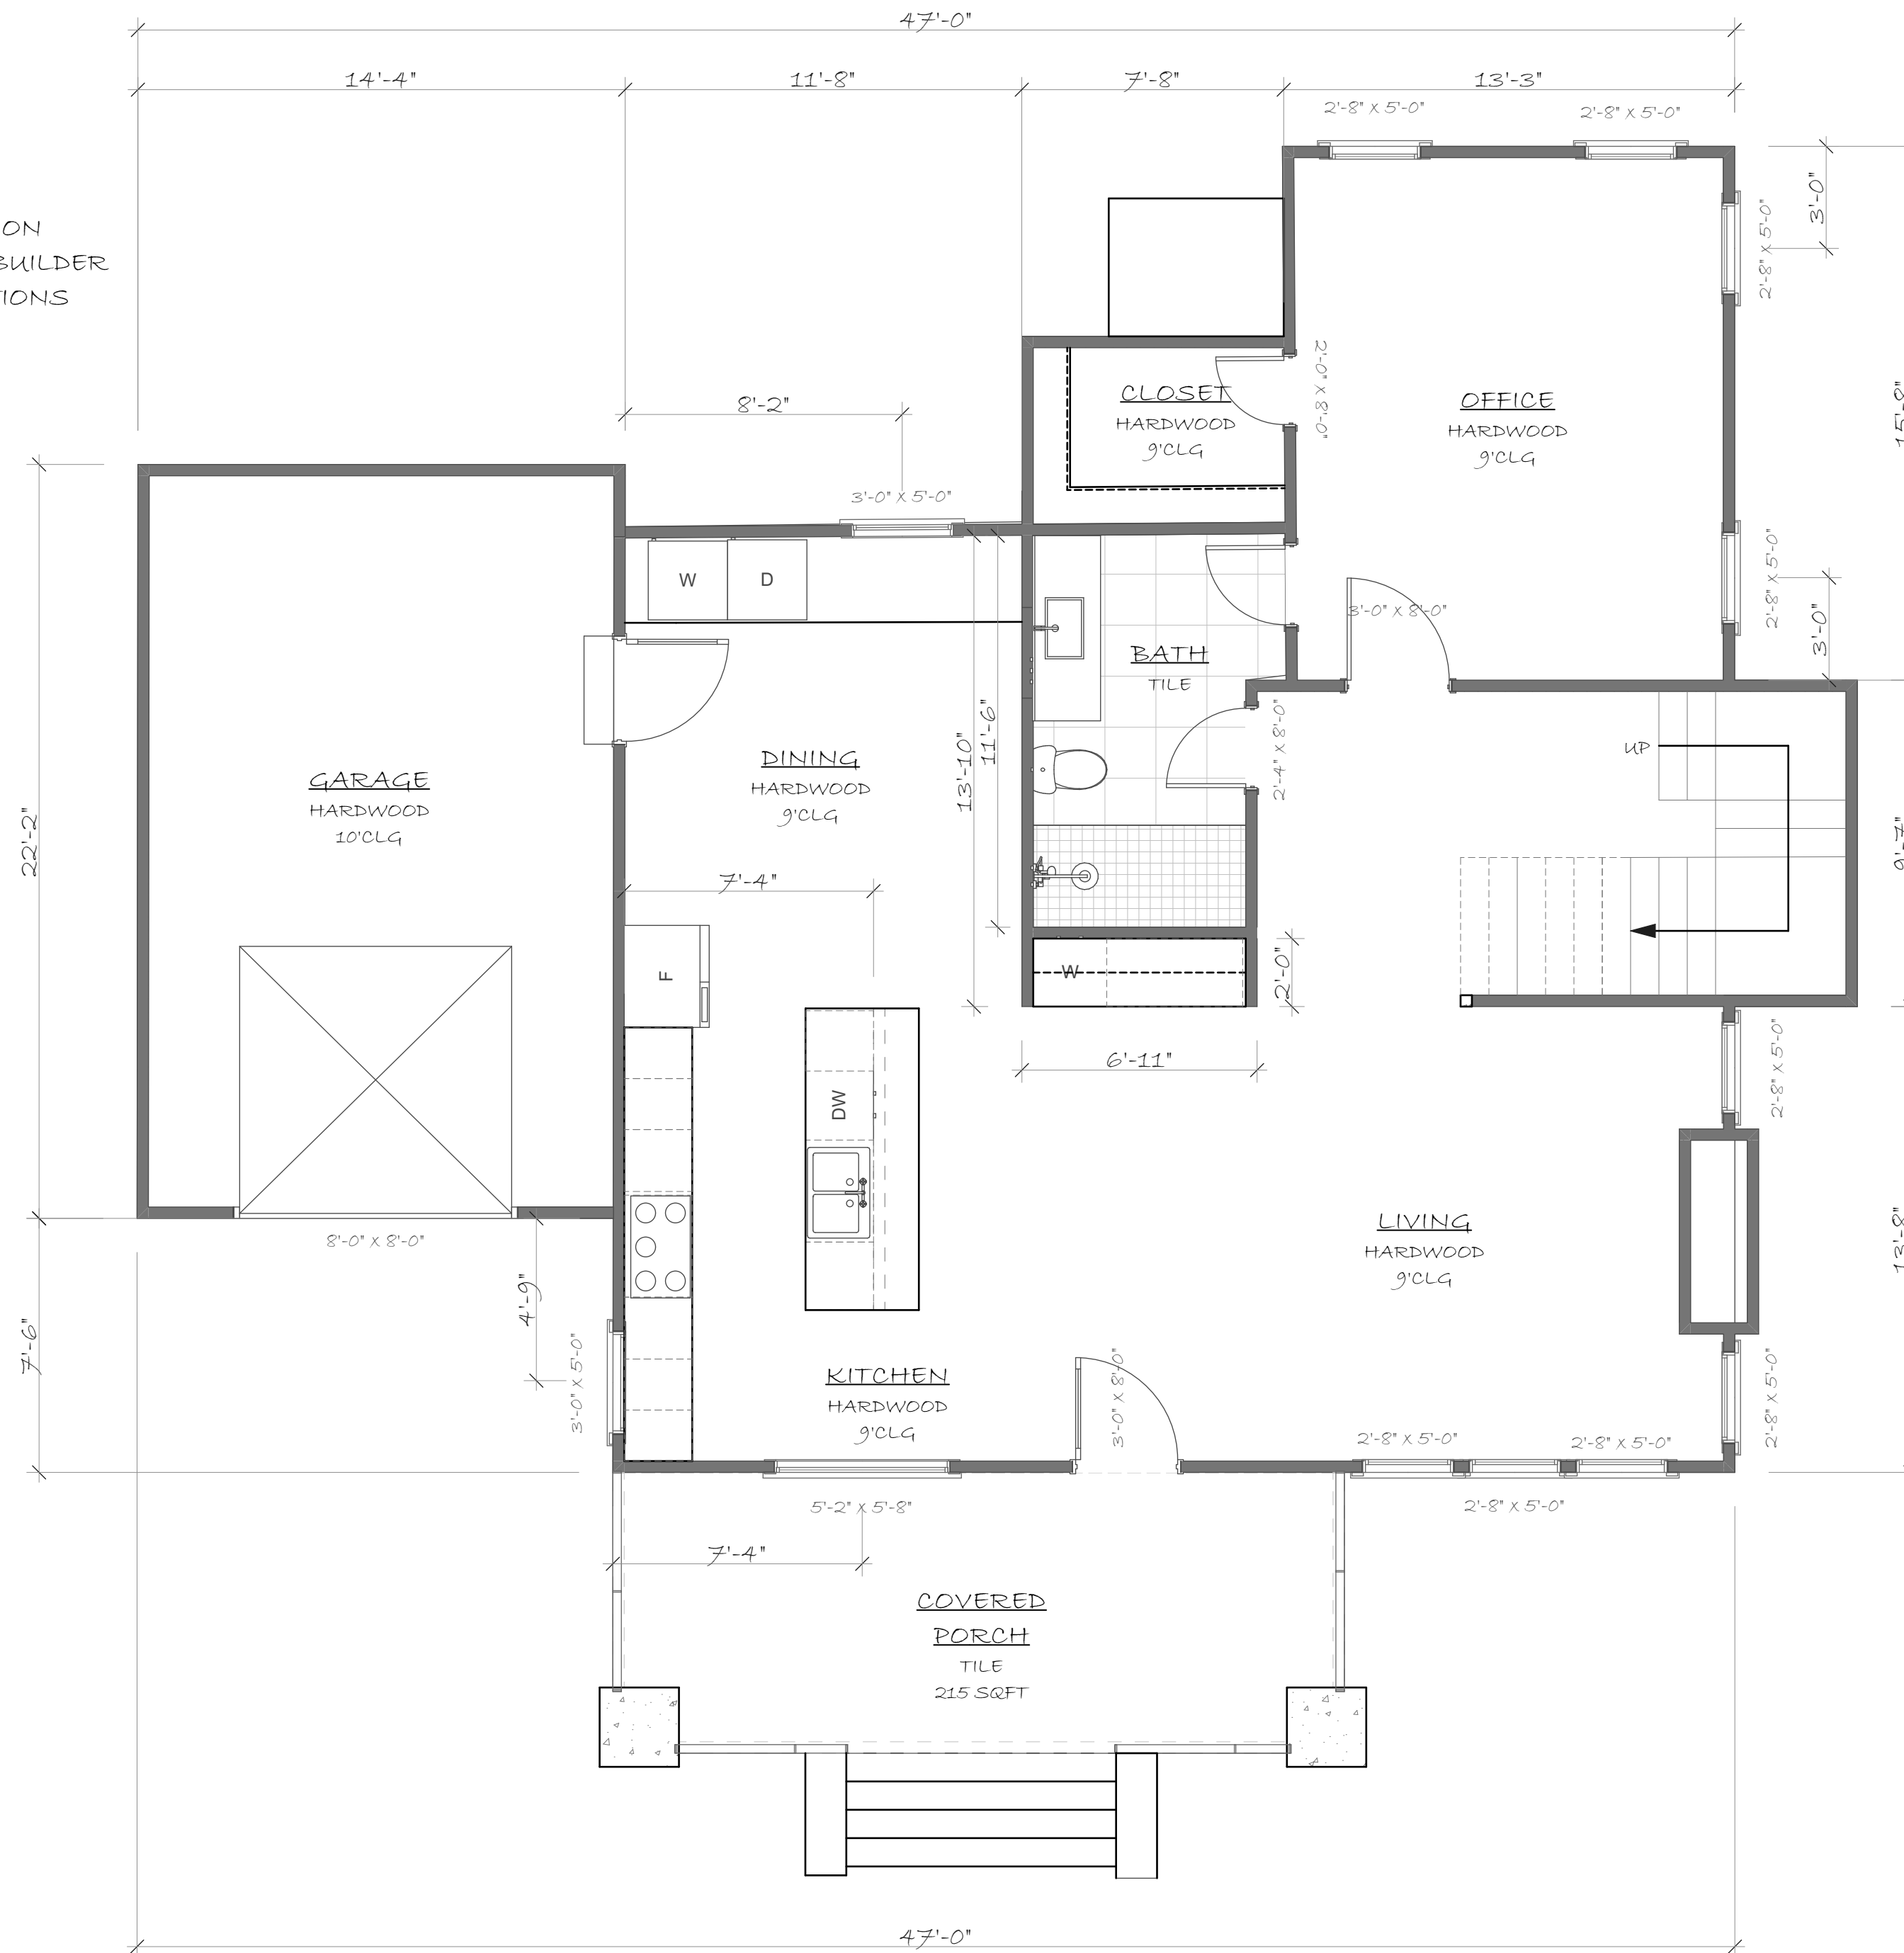 47'-0"
14'-4"
11'-8"
7'-8"
13'-3"
2'-8" X 5'-0"
2'-8" X 5'-0"
3'-0"
2'-8" X 5'-0"
ON
BUILDER
TIONS
2'-0" X 8'-0"
15'-8"
CLOSET
HARDWOOD
9'CLG
OFFICE
HARDWOOD
9'CLG
8'-2"
3'-0" X 5'-0"
W
D
2'-8" X 5'-0"
3'-0"
3'-0" X 8'-0"
BATH
TILE
11'-6"
13'-10"
2'-4" X 8'-0"
UP
DINING
HARDWOOD
9'CLG
GARAGE
HARDWOOD
10'CLG
22'-2"
9'-7"
7'-4"
F
W
2'-0"
6'-11"
2'-8" X 5'-0"
DW
LIVING
HARDWOOD
9'CLG
13'-8"
8'-0" X 8'-0"
4'-9"
7'-6"
3'-0" X 5'-0"
KITCHEN
HARDWOOD
9'CLG
3'-0" X 8'-0"
2'-8" X 5'-0"
2'-8" X 5'-0"
2'-8" X 5'-0"
5'-2" X 5'-8"
2'-8" X 5'-0"
7'-4"
COVERED
PORCH
TILE
215 SQFT
47'-0"